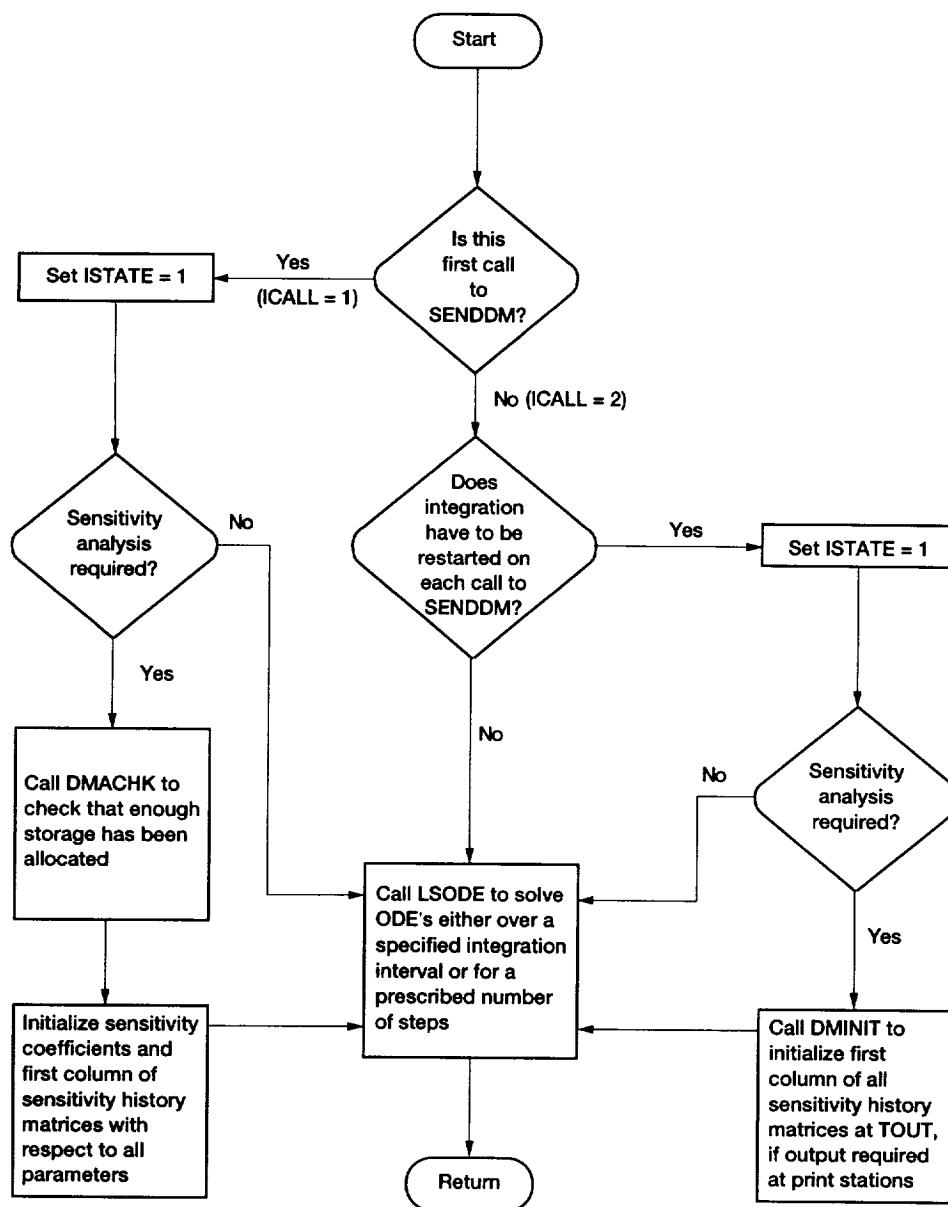 Start
Is this
first call
to
SENDDM?
Yes
(ICALL = 1)
Set ISTATE = 1
No (ICALL = 2)
Sensitivity
analysis
required?
No
Yes
Does
integration
have to be
restarted on
each call to
SENDDM?
Yes
Set ISTATE = 1
No
Sensitivity
analysis
required?
No
Yes
Call DMACHK to
check that enough
storage has been
allocated
Initialize sensitivity
coefficients and
first column of
sensitivity history
matrices with
respect to all
parameters
Call LSODE to solve
ODE's either over a
specified integration
interval or for a
prescribed number
of steps
Call DMINIT to
initialize first
column of all
sensitivity history
matrices at TOUT,
if output required
at print stations
Return